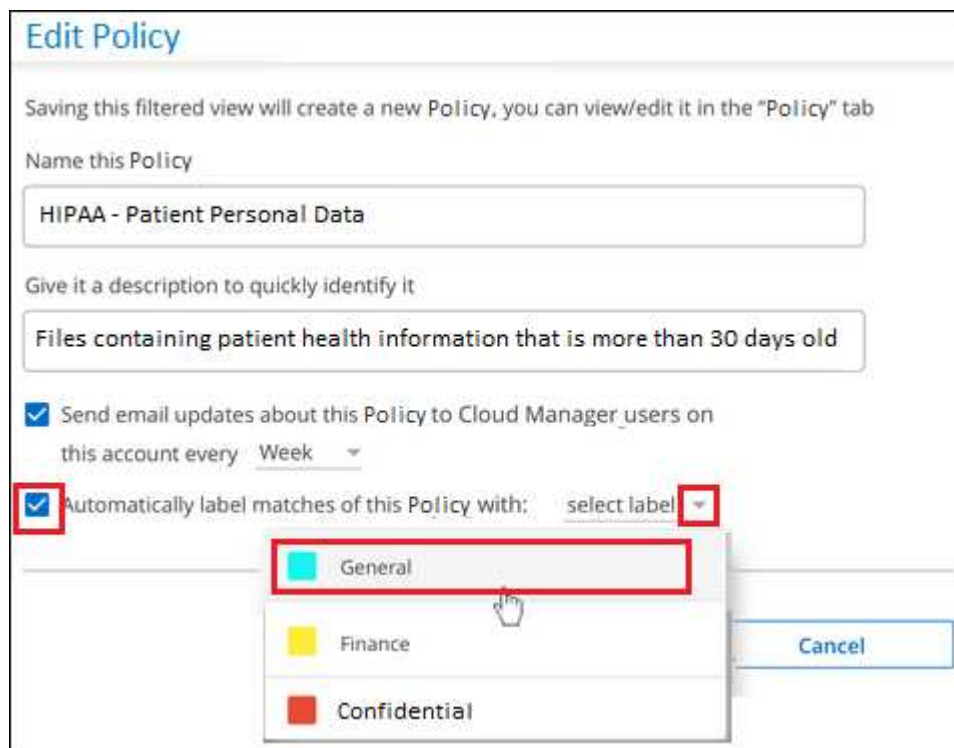 Edit Policy
Saving this filtered view will create a new Policy, you can view/edit it in the "Policy" tab
Name this Policy
HIPAA - Patient Personal Data
Give it a description to quickly identify it
Files containing patient health information that is more than 30 days old
Send email updates about this Policy to Cloud Manager users on
this account every Week
Automatically label matches of this Policy with: select label
General
Finance
Cancel
Confidential